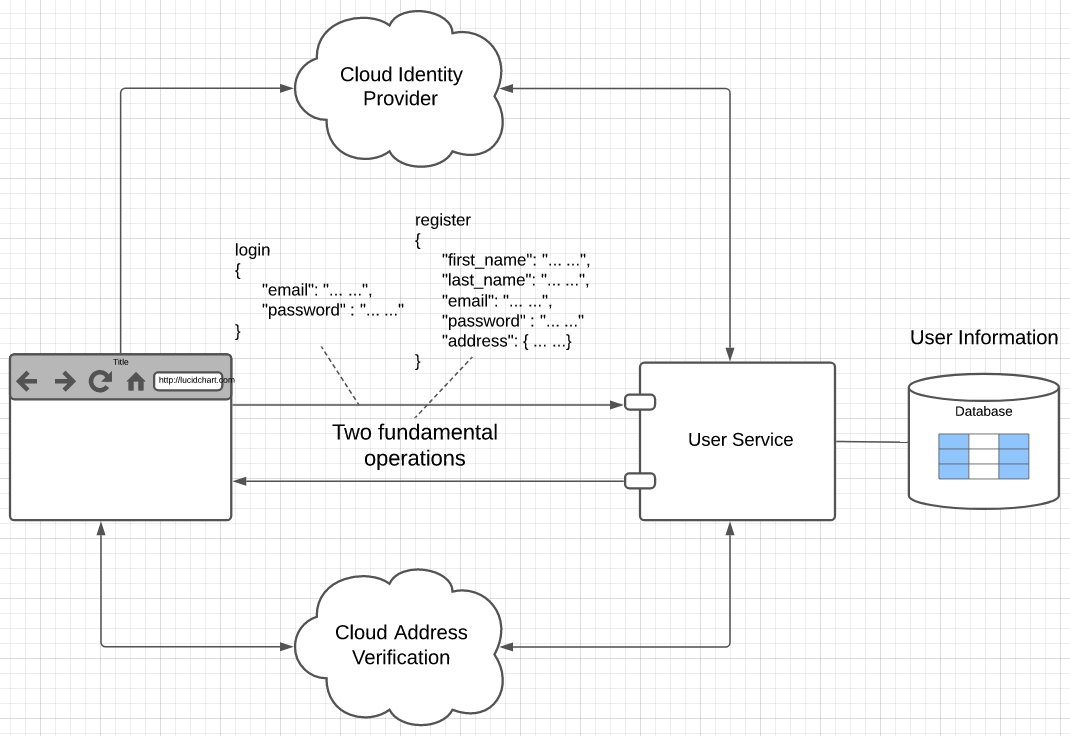 Cloud Identity
Provider
register
{
"first_name": "... ...",
"last_name": "... ...",
"email": "... ...",
"password" : "... ..."
"address": { ... ...}
}
login
{
"email": "... ...",
"password" : "... ..."
}
Title
http://lucidchart.com
Two fundamental
operations
User Service
User Information
Database
Cloud Address
Verification